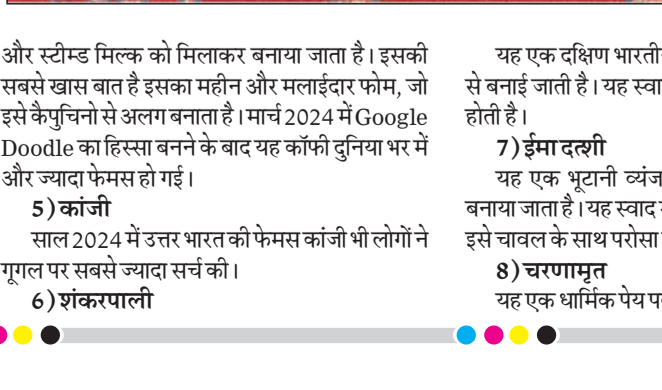 और स्टीम्ड मिल्क को मिलाकर बनाया जाता है। इसकी
सबसे खास बात है इसका महीन और मलाईदार फोम, जो
इसे कैपुचिनो से अलग बनाता है। मार्च 2024 में Google
Doodle का हिस्सा बनने के बाद यह कॉफी दुनिया भर में
और ज्यादा फेमस हो गई।
5) कांजी
साल 2024 में उत्तर भारत की फेमस कांजी भी लोगों ने
गूगल पर सबसे ज्यादा सर्च की।
6) शंकरपाली
यह एक दक्षिण
से बनाई जाती है। यह
होती है।
7) ईमा दत्शी
यह एक भूटानी
बनाया जाता है। यह स्वाद
इसे चावल के साथ परोसा
8) चरणामृत
यह एक धार्मिक पेय